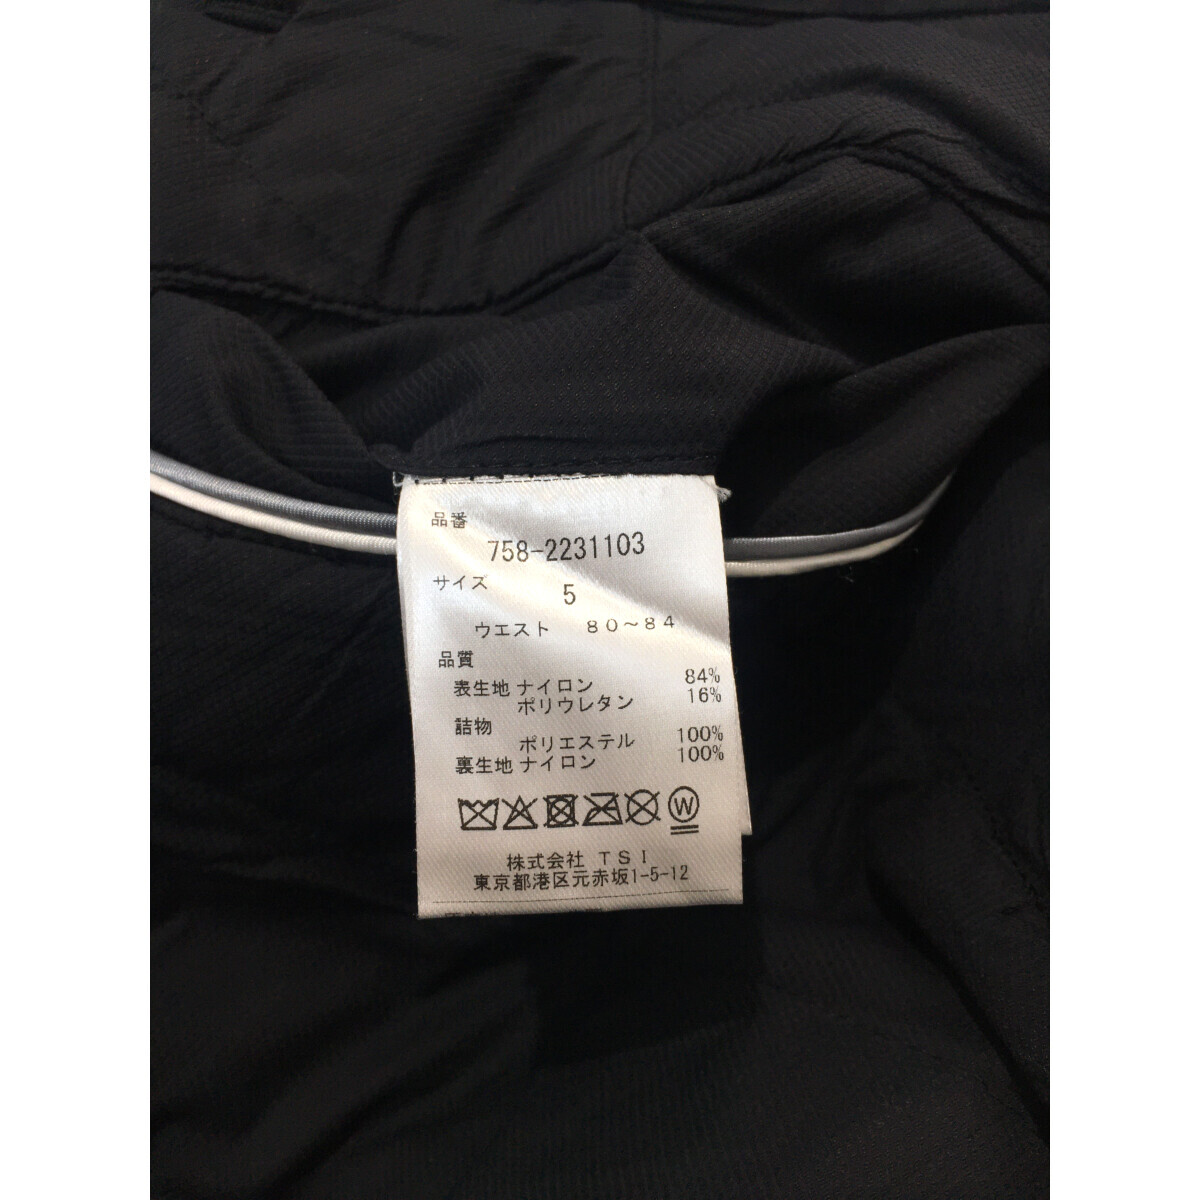 品番
758-2231103
サイズ
5
ウエスト 80~84
品質
表生地 ナイロン 84%
ポリウレタン 16%
詰物
ポリエステル 100%
裏生地 ナイロン 100%
W
株式会社 TSI
東京都港区元赤坂1-5-12